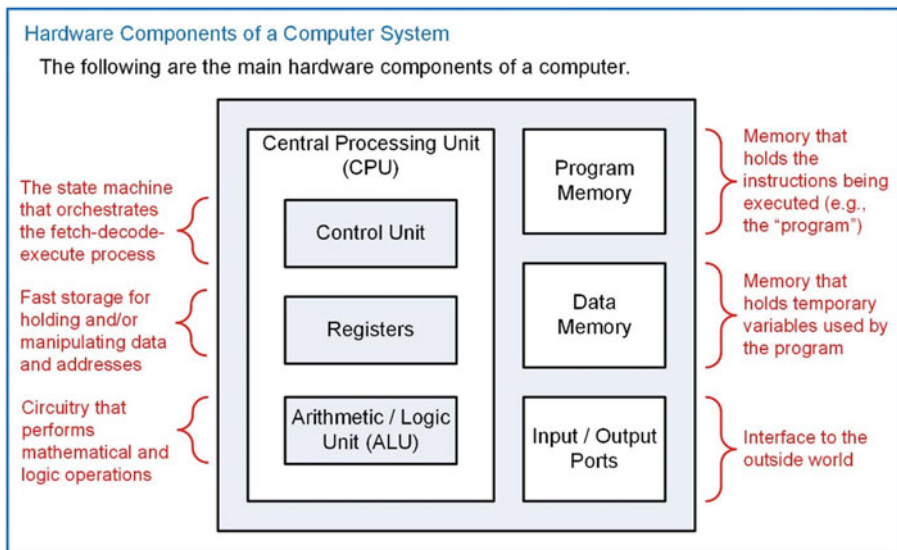 Hardware Components of a Computer System
The following are the main hardware components of a computer.
The state machine
that orchestrates
the fetch-decode-
execute process
Fast storage for
holding and/or
manipulating data
and addresses
Circuitry that
performs
mathematical and
logic operations
Central Processing Unit
(CPU)
Control Unit
Registers
Arithmetic / Logic
Unit (ALU)
Program
Memory
Data
Memory
Input / Output
Ports
Memory that
holds the
instructions being
executed (e.g.,
the “program”)
Memory that
holds temporary
variables used by
the program
Interface to the
outside world